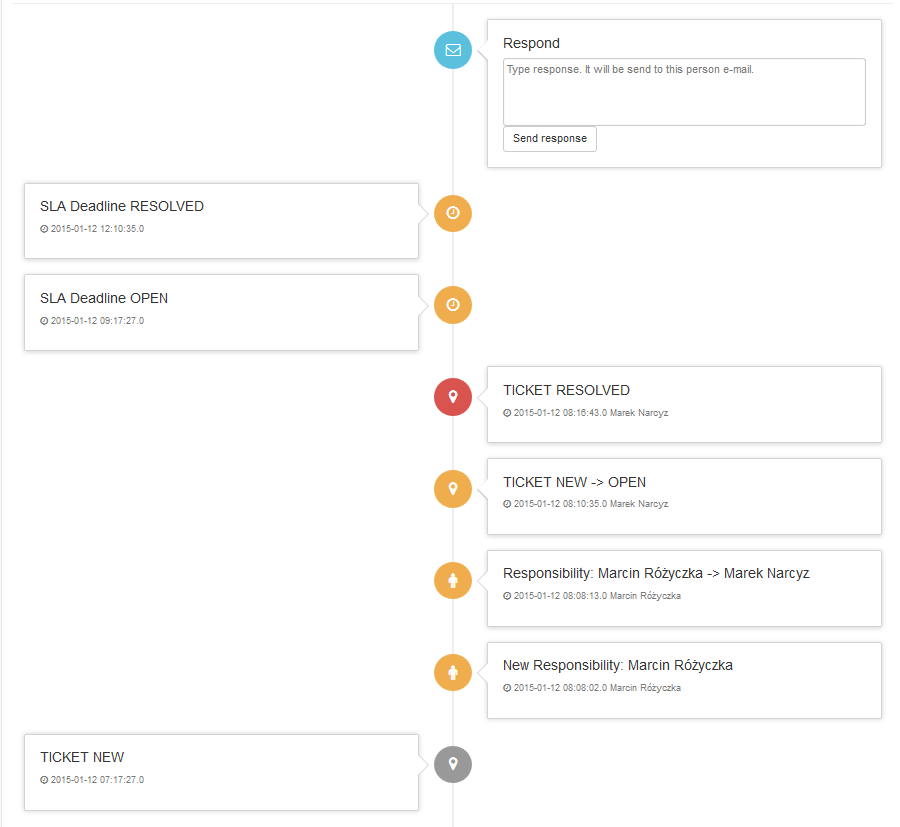 Respond
Type response. It will be send to this person e-mail.
Send response
SLA Deadline RESOLVED
2015-01-12 12:10:35.0
SLA Deadline OPEN
2015-01-12 09:17:27.0
TICKET RESOLVED
2015-01-12 08:16:43.0 Marek Narcyz
TICKET NEW -> OPEN
2015-01-12 08:10:35.0 Marek Narcyz
Responsibility: Marcin Różyczka -> Marek Narcyz
2015-01-12 08:08:13.0 Marcin Różyczka
New Responsibility: Marcin Różyczka
2015-01-12 08:08:02.0 Marcin Różyczka
TICKET NEW
2015-01-12 07:17:27.0